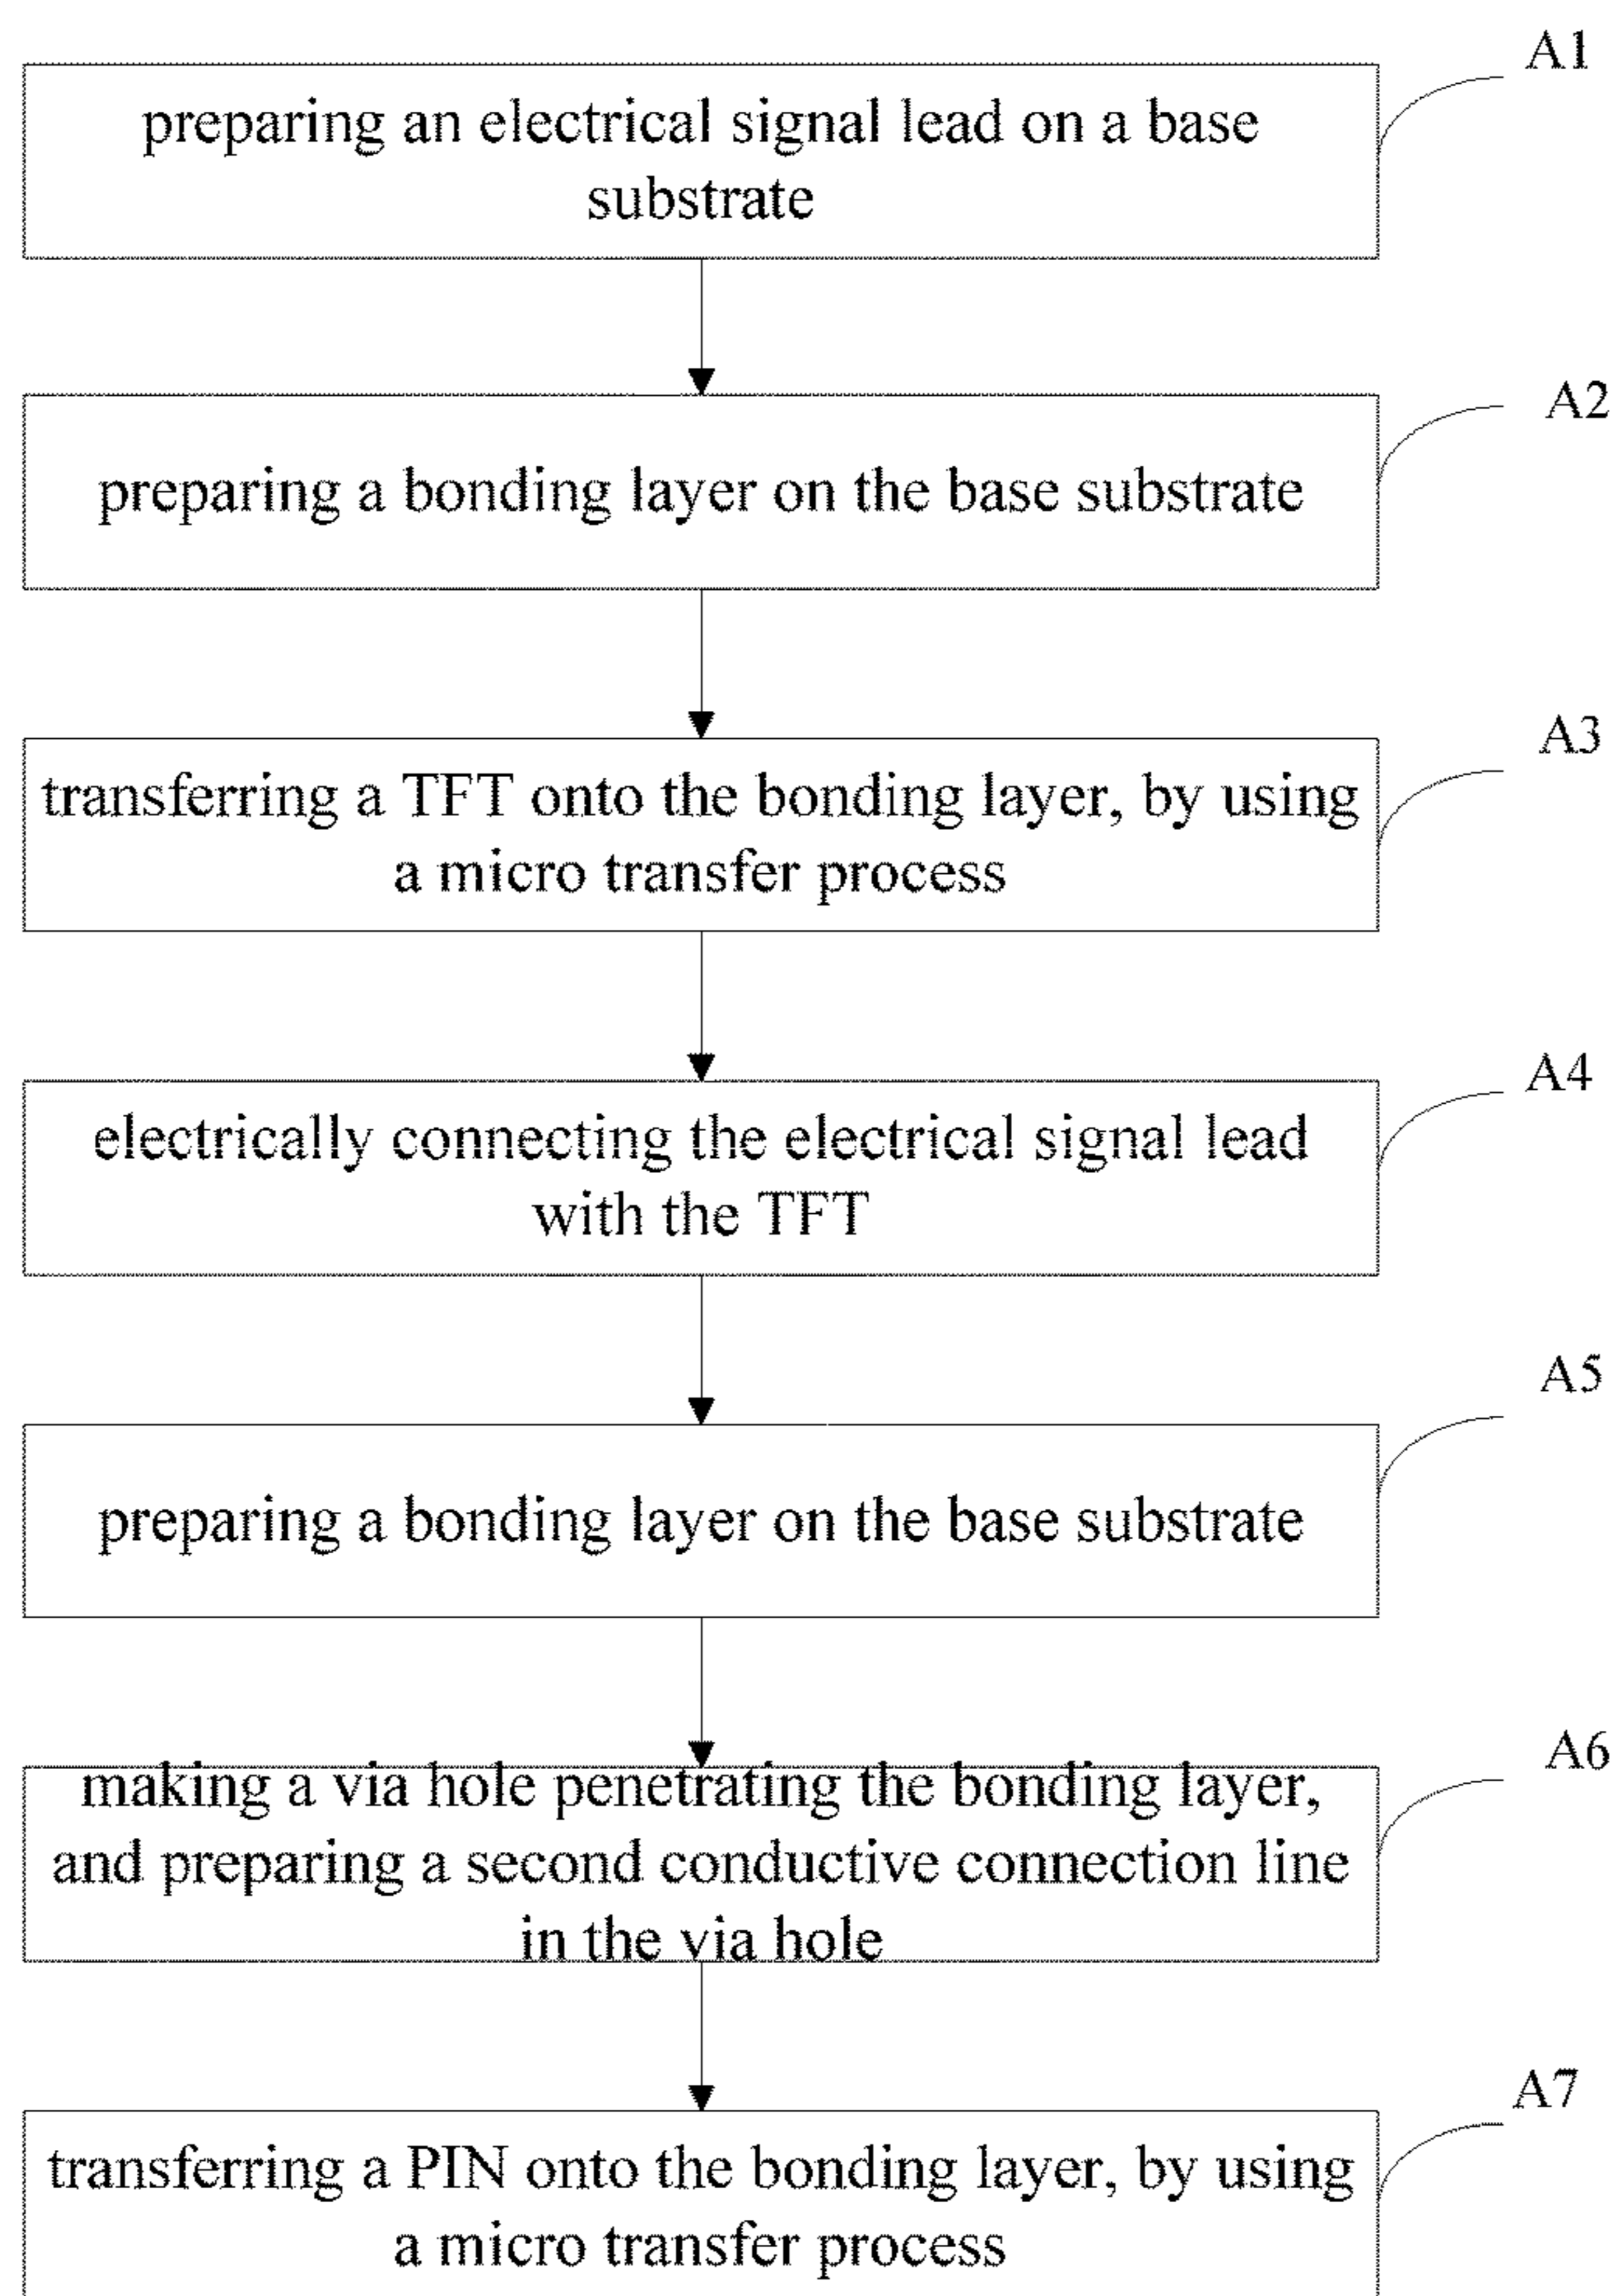 A1
preparing an electrical signal lead on a base
substrate
A2
preparing a bonding layer on the base substrate
A3
transferring a TFT onto the bonding layer, by using
a micro transfer process
A4
electrically connecting the electrical signal lead
with the TFT
A5
preparing a bonding layer on the base substrate
A6
making a via hole penetrating the bonding layer,
and preparing a second conductive connection line
in the via hole
A7
transferring a PIN onto the bonding layer, by using
a micro transfer process